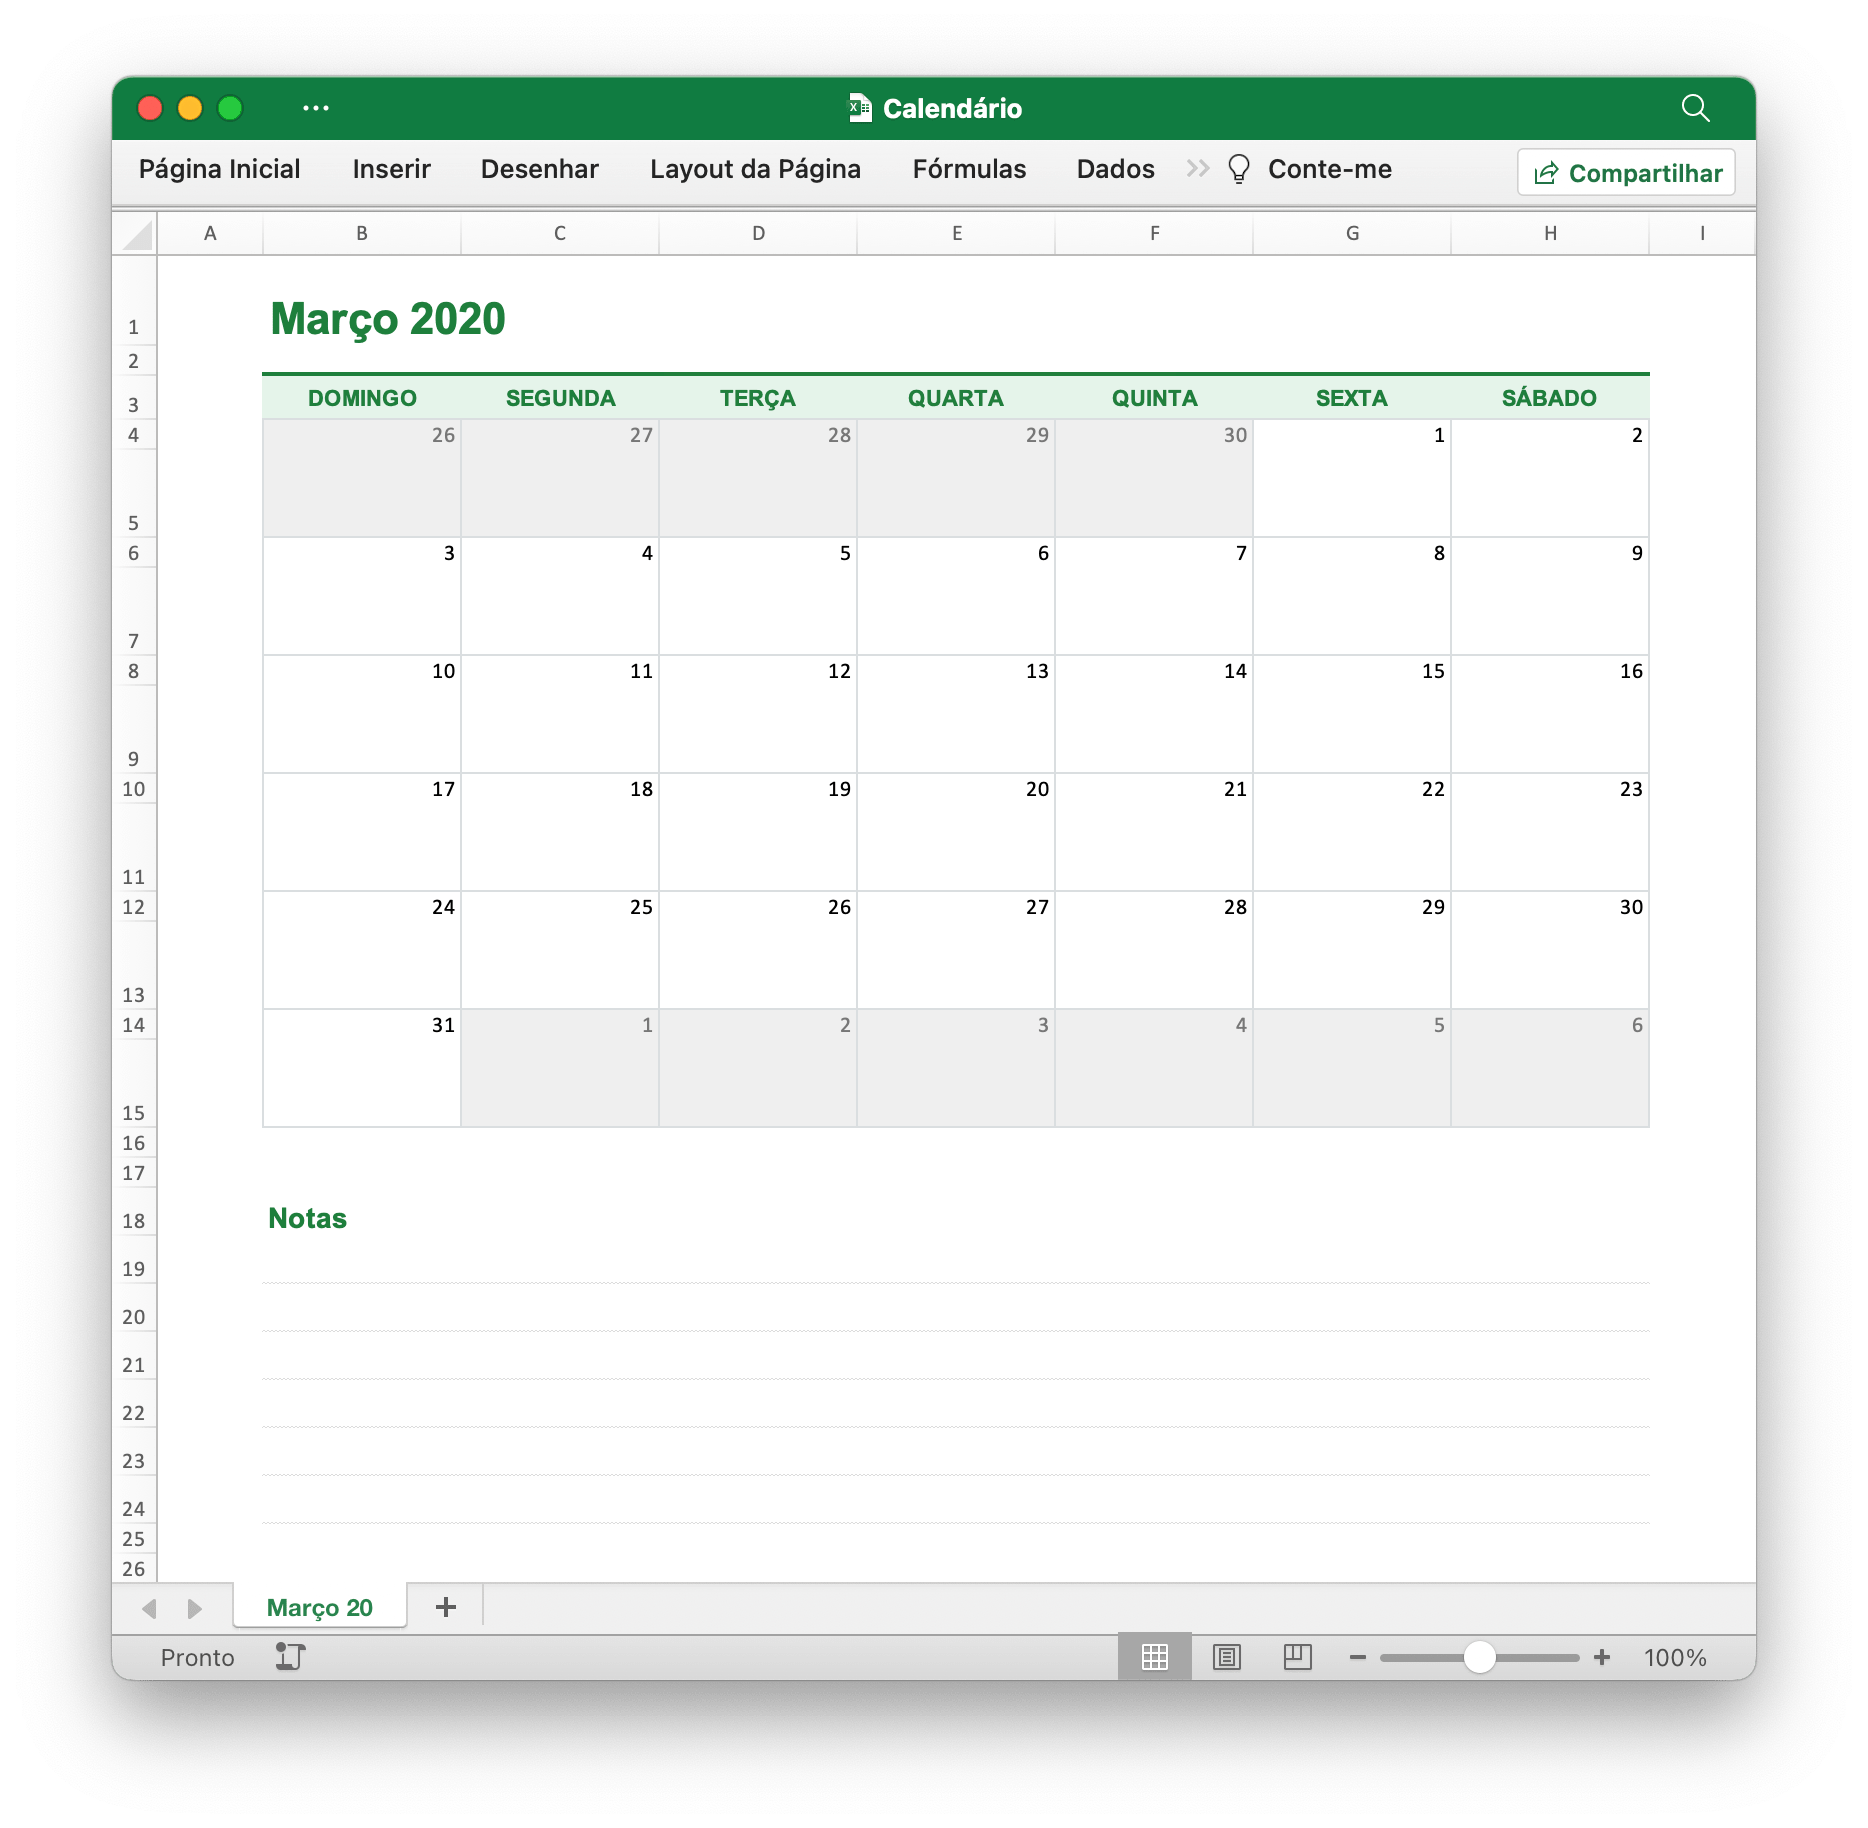 Calendário
Página Inicial Inserir Desenhar Layout da Página Fórmulas Dados Conte-me Compartilhar
A B C D E F G H I
1 Março 2020
2
3 DOMINGO SEGUNDA TERÇA QUARTA QUINTA SEXTA SÁBADO
4 26 27 28 29 30 1 2
5
6 3 4 5 6 7 8 9
7
8 10 11 12 13 14 15 16
9
10 17 18 19 20 21 22 23
11
12 24 25 26 27 28 29 30
13
14 31 1 2 3 4 5 6
15
16
17
18 Notas
19
20
21
22
23
24
25
26
Março 20 +
Pronto 100%